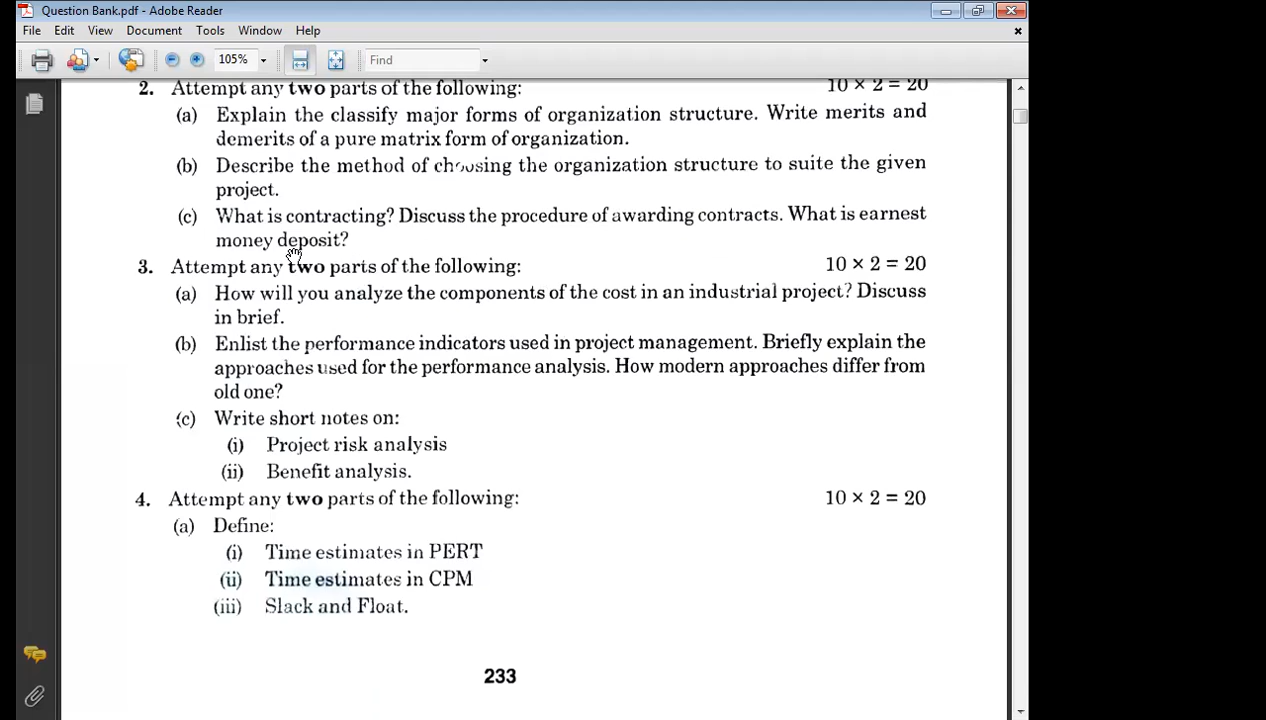 Question Bank.pdf - Adobe Reader
File Edit View Document Tools Window Help
105% Find
2. Attempt any two parts of the following: 10 × 2 = 20
(a) Explain the classify major forms of organization structure. Write merits and
demerits of a pure matrix form of organization.
(b) Describe the method of choosing the organization structure to suite the given
project.
(c) What is contracting? Discuss the procedure of awarding contracts. What is earnest
money deposit?
3. Attempt any two parts of the following: 10 × 2 = 20
(a) How will you analyze the components of the cost in an industrial project? Discuss
in brief.
(b) Enlist the performance indicators used in project management. Briefly explain the
approaches used for the performance analysis. How modern approaches differ from
old one?
(c) Write short notes on:
(i) Project risk analysis
(ii) Benefit analysis.
4. Attempt any two parts of the following: 10 × 2 = 20
(a) Define:
(i) Time estimates in PERT
(ii) Time estimates in CPM
(iii) Slack and Float.
233